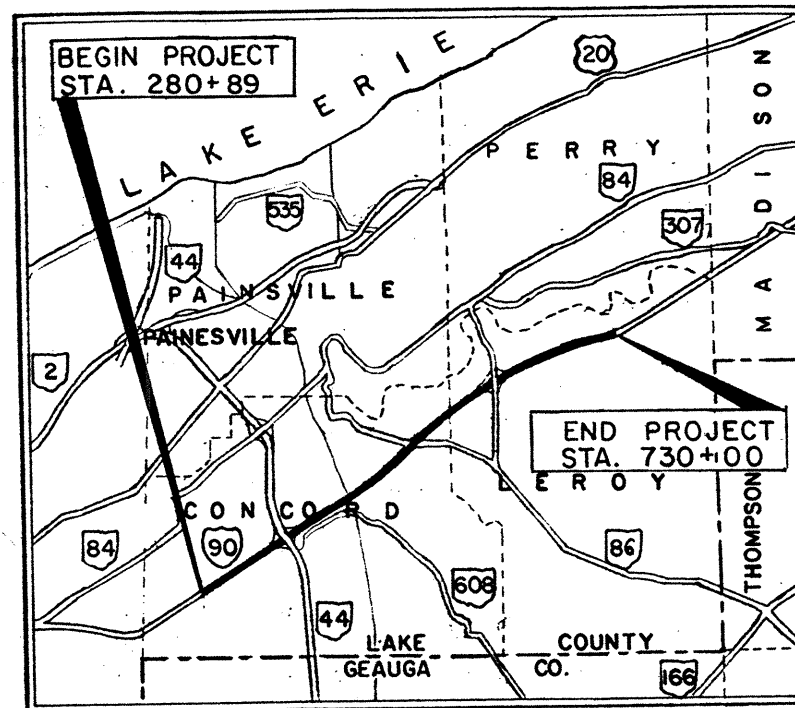 BEGIN PROJECT
STA. 280+89
LAKE ERIE
20
MADISON
PERRY
84
535
307
44
PAINSVILLE
PAINESVILLE
2
END PROJECT
STA. 730+00
LEROY
CONCORD
THOMPSON
84
90
86
608
44
LAKE COUNTY
GEAUGA CO.
166